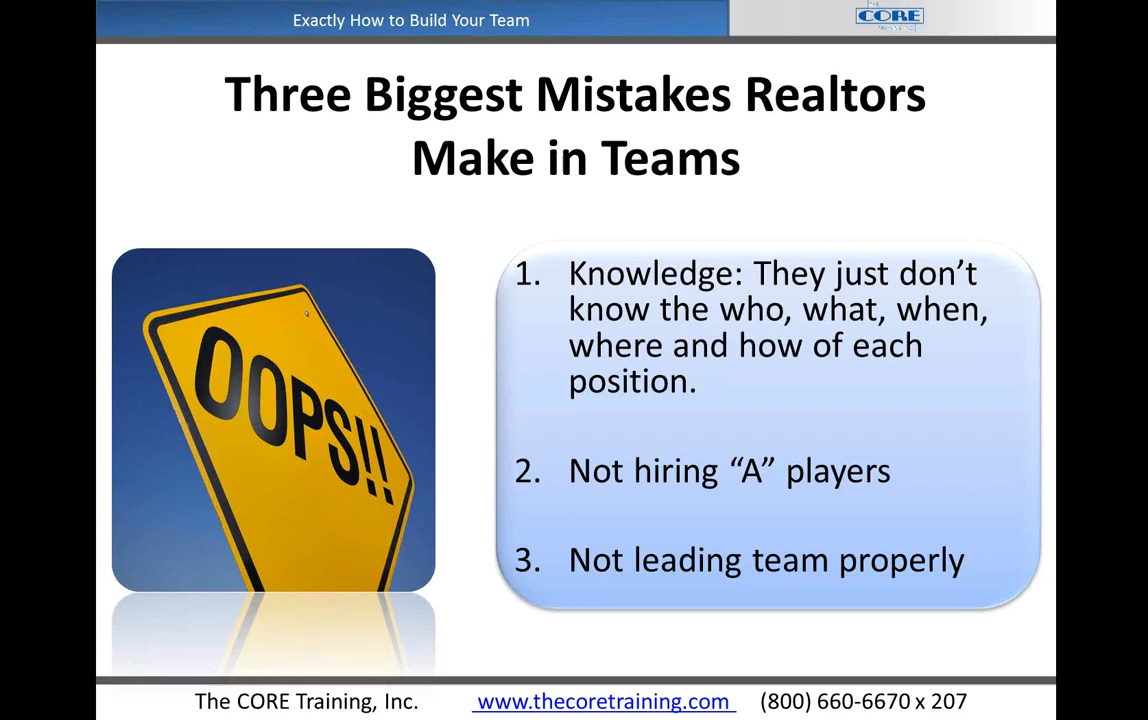 Exactly How to Build Your Team
THE
CORE
TRAINING
Three Biggest Mistakes Realtors
Make in Teams
OOPS!!
1. Knowledge: They just don’t
know the who, what, when,
where and how of each
position.
2. Not hiring “A” players
3. Not leading team properly
The CORE Training, Inc. www.thecoretraining.com (800) 660-6670 x 207